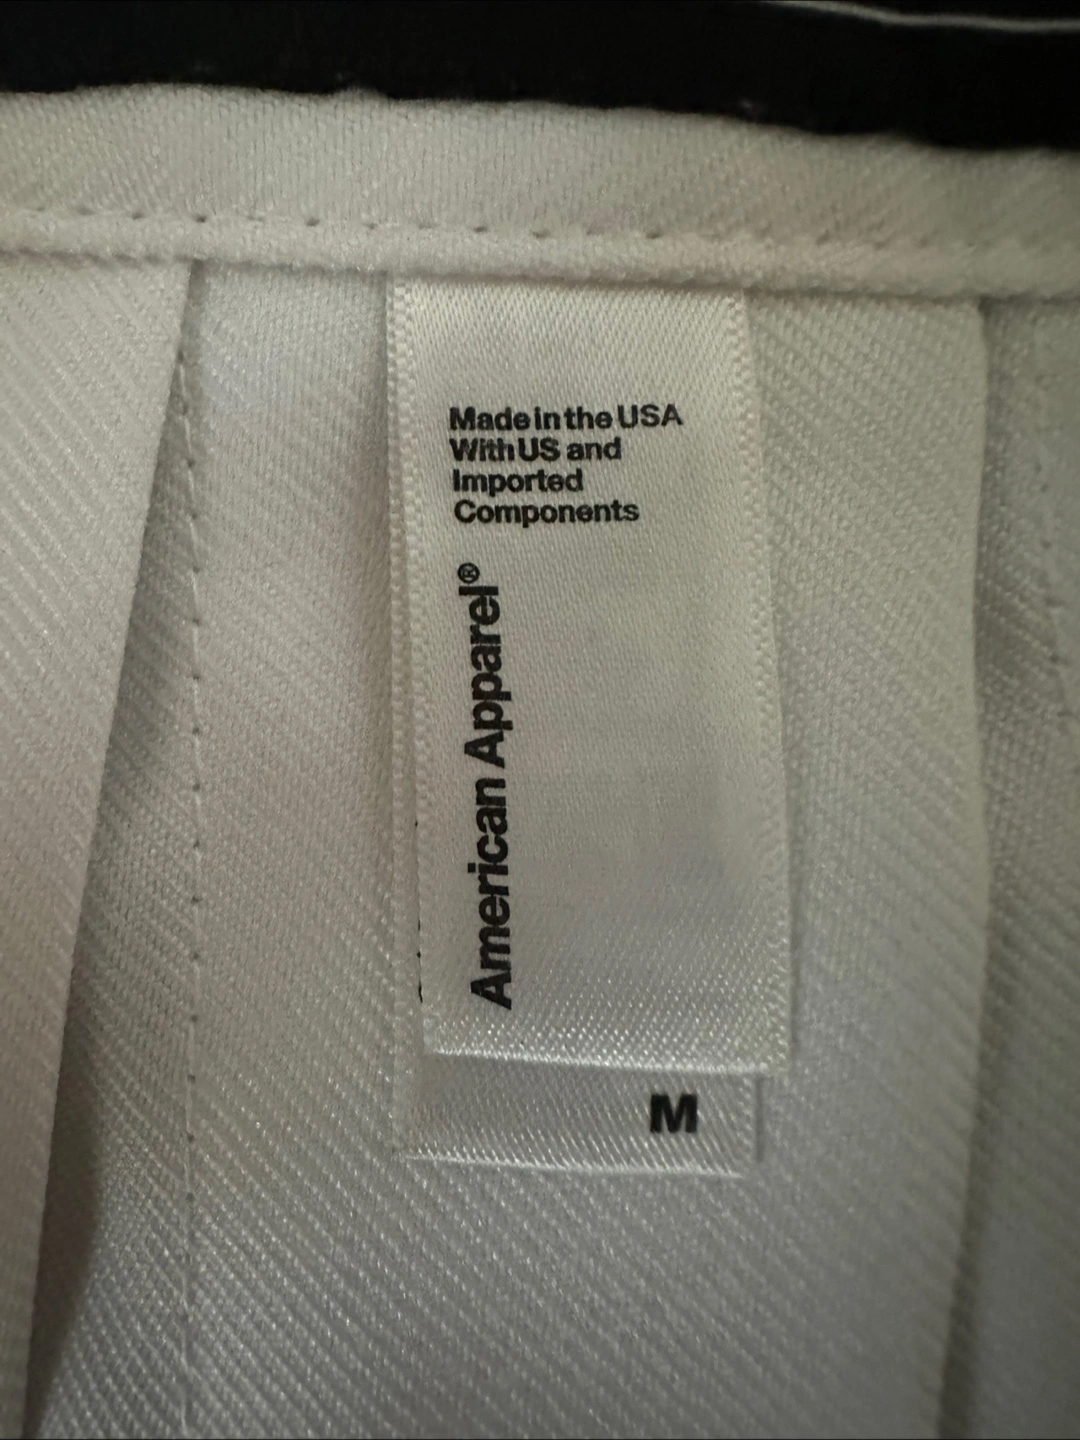 Made in the USA
With US and
Imported
Components
American Apparel®
M